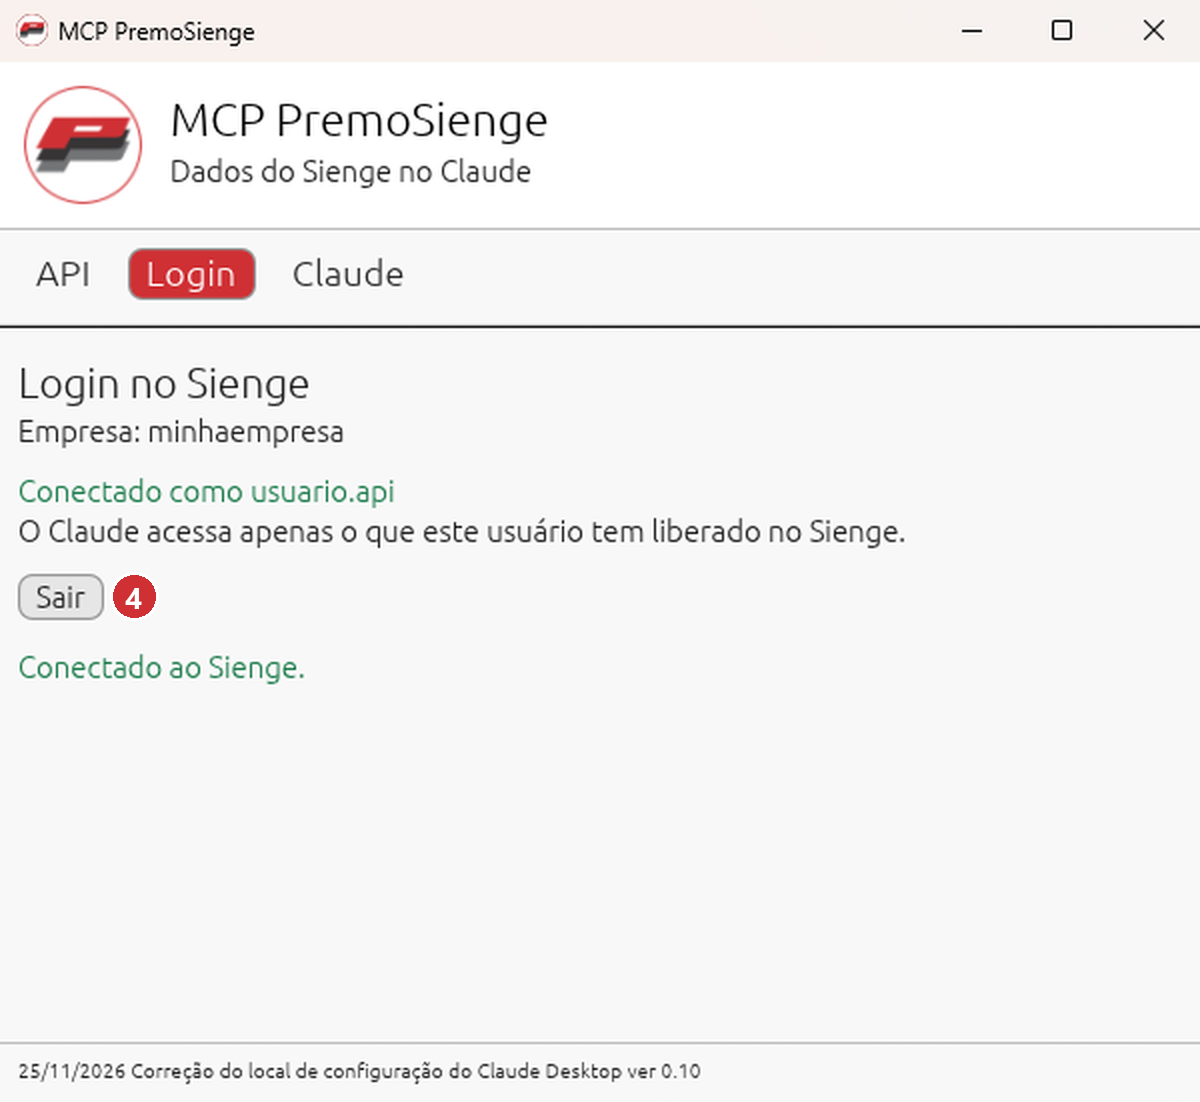 MCP PremoSienge
MCP PremoSienge
Dados do Sienge no Claude
API Login Claude
Login no Sienge
Empresa: minhaempresa
Conectado como usuario.api
O Claude acessa apenas o que este usuário tem liberado no Sienge.
Sair 4
Conectado ao Sienge.
25/11/2026 Correção do local de configuração do Claude Desktop ver 0.10